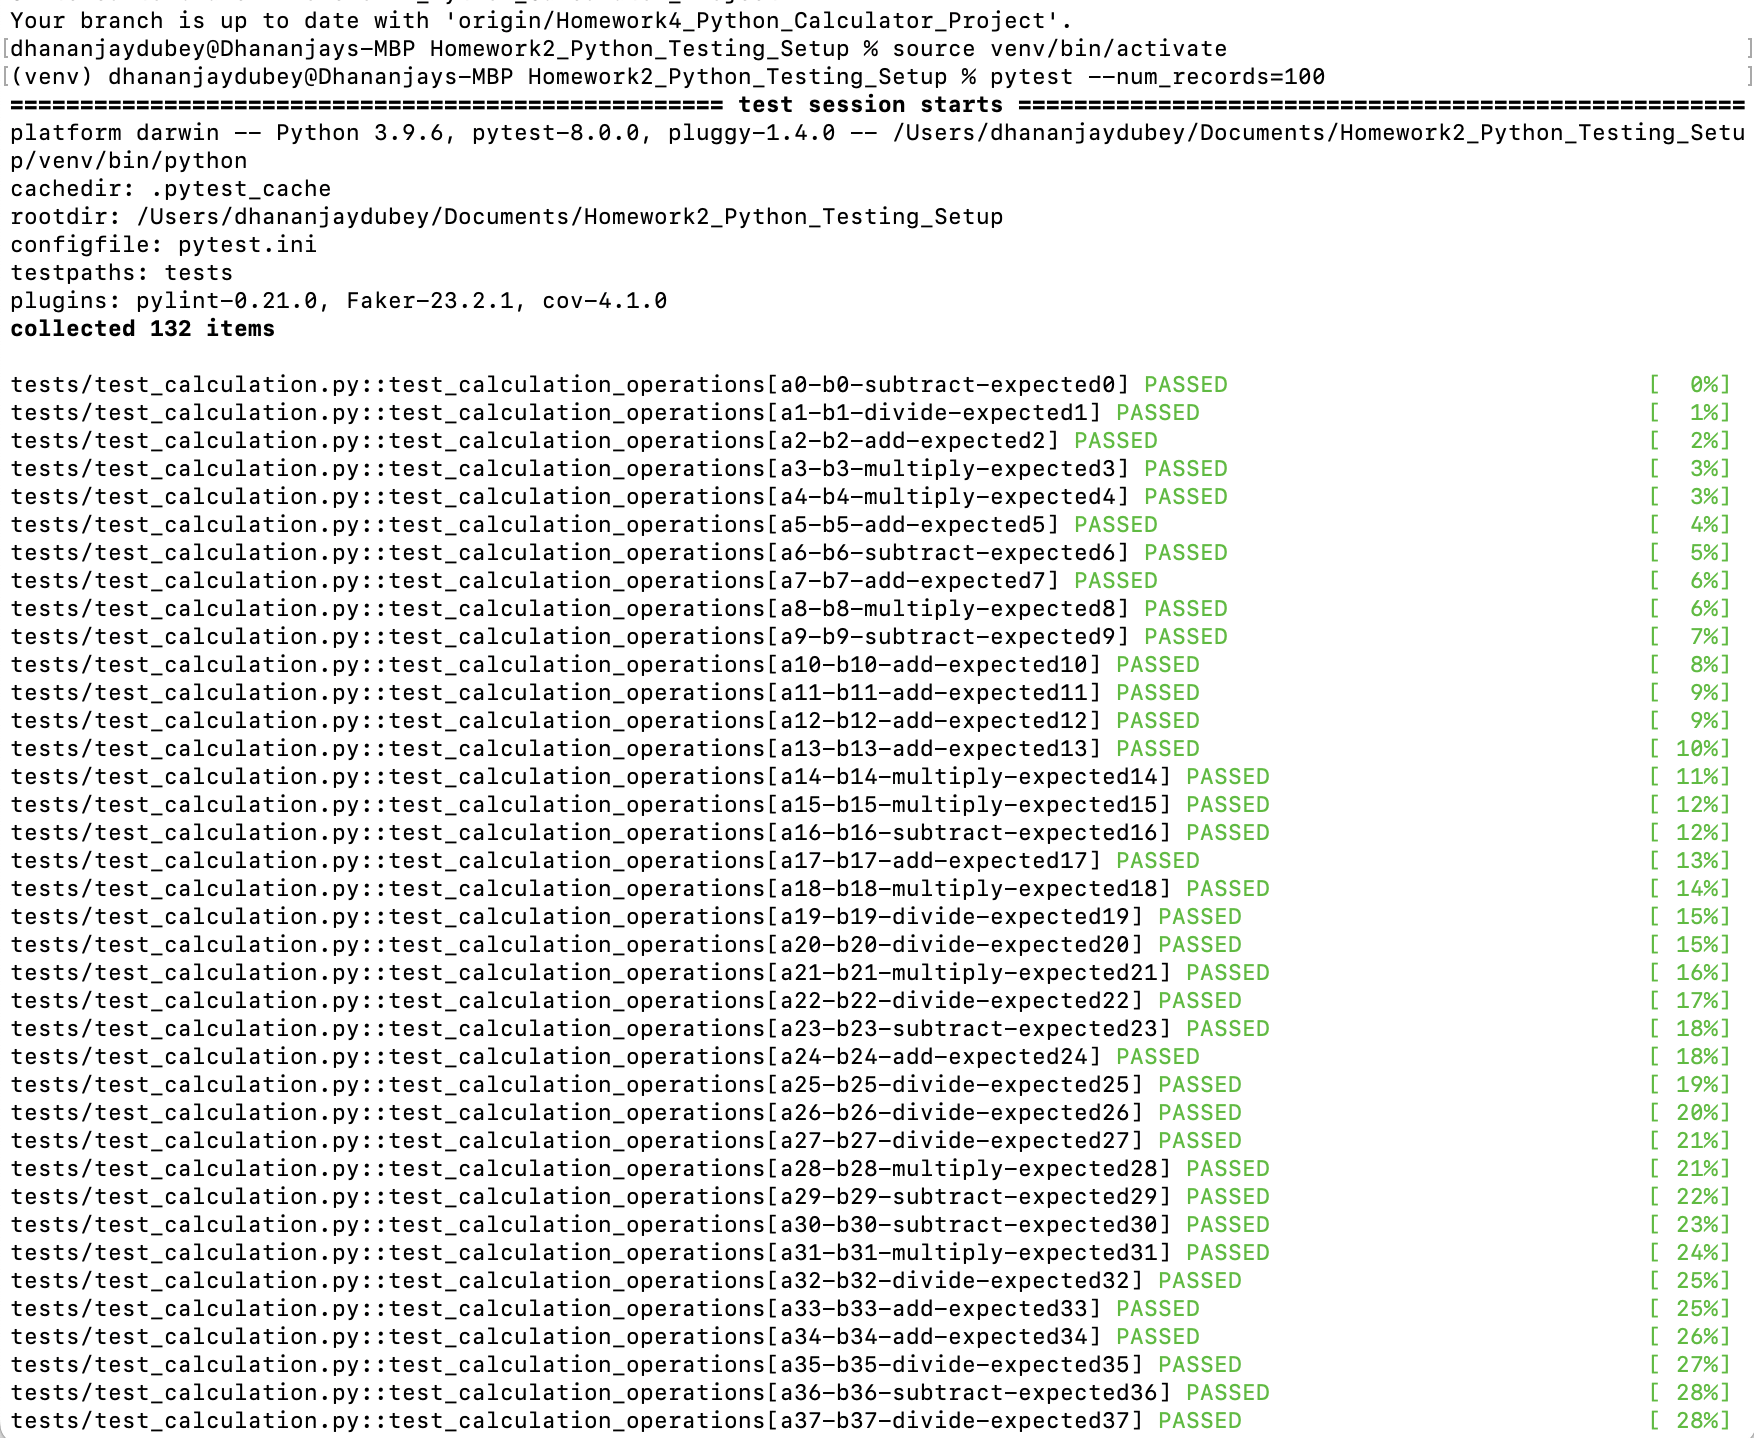 Your branch is up to date with 'origin/Homework4_Python_Calculator_Project'.
[dhananjaydubey@Dhananjays-MBP Homework2_Python_Testing_Setup % source venv/bin/activate ]
[(venv) dhananjaydubey@Dhananjays-MBP Homework2_Python_Testing_Setup % pytest --num_records=100 ]
=================================================== test session starts ====================================================
platform darwin -- Python 3.9.6, pytest-8.0.0, pluggy-1.4.0 -- /Users/dhananjaydubey/Documents/Homework2_Python_Testing_Setu
p/venv/bin/python
cachedir: .pytest_cache
rootdir: /Users/dhananjaydubey/Documents/Homework2_Python_Testing_Setup
configfile: pytest.ini
testpaths: tests
plugins: pylint-0.21.0, Faker-23.2.1, cov-4.1.0
collected 132 items
tests/test_calculation.py::test_calculation_operations[a0-b0-subtract-expected0] PASSED [  0%]
tests/test_calculation.py::test_calculation_operations[a1-b1-divide-expected1] PASSED [  1%]
tests/test_calculation.py::test_calculation_operations[a2-b2-add-expected2] PASSED [  2%]
tests/test_calculation.py::test_calculation_operations[a3-b3-multiply-expected3] PASSED [  3%]
tests/test_calculation.py::test_calculation_operations[a4-b4-multiply-expected4] PASSED [  3%]
tests/test_calculation.py::test_calculation_operations[a5-b5-add-expected5] PASSED [  4%]
tests/test_calculation.py::test_calculation_operations[a6-b6-subtract-expected6] PASSED [  5%]
tests/test_calculation.py::test_calculation_operations[a7-b7-add-expected7] PASSED [  6%]
tests/test_calculation.py::test_calculation_operations[a8-b8-multiply-expected8] PASSED [  6%]
tests/test_calculation.py::test_calculation_operations[a9-b9-subtract-expected9] PASSED [  7%]
tests/test_calculation.py::test_calculation_operations[a10-b10-add-expected10] PASSED [  8%]
tests/test_calculation.py::test_calculation_operations[a11-b11-add-expected11] PASSED [  9%]
tests/test_calculation.py::test_calculation_operations[a12-b12-add-expected12] PASSED [  9%]
tests/test_calculation.py::test_calculation_operations[a13-b13-add-expected13] PASSED [ 10%]
tests/test_calculation.py::test_calculation_operations[a14-b14-multiply-expected14] PASSED [ 11%]
tests/test_calculation.py::test_calculation_operations[a15-b15-multiply-expected15] PASSED [ 12%]
tests/test_calculation.py::test_calculation_operations[a16-b16-subtract-expected16] PASSED [ 12%]
tests/test_calculation.py::test_calculation_operations[a17-b17-add-expected17] PASSED [ 13%]
tests/test_calculation.py::test_calculation_operations[a18-b18-multiply-expected18] PASSED [ 14%]
tests/test_calculation.py::test_calculation_operations[a19-b19-divide-expected19] PASSED [ 15%]
tests/test_calculation.py::test_calculation_operations[a20-b20-divide-expected20] PASSED [ 15%]
tests/test_calculation.py::test_calculation_operations[a21-b21-multiply-expected21] PASSED [ 16%]
tests/test_calculation.py::test_calculation_operations[a22-b22-divide-expected22] PASSED [ 17%]
tests/test_calculation.py::test_calculation_operations[a23-b23-subtract-expected23] PASSED [ 18%]
tests/test_calculation.py::test_calculation_operations[a24-b24-add-expected24] PASSED [ 18%]
tests/test_calculation.py::test_calculation_operations[a25-b25-divide-expected25] PASSED [ 19%]
tests/test_calculation.py::test_calculation_operations[a26-b26-divide-expected26] PASSED [ 20%]
tests/test_calculation.py::test_calculation_operations[a27-b27-divide-expected27] PASSED [ 21%]
tests/test_calculation.py::test_calculation_operations[a28-b28-multiply-expected28] PASSED [ 21%]
tests/test_calculation.py::test_calculation_operations[a29-b29-subtract-expected29] PASSED [ 22%]
tests/test_calculation.py::test_calculation_operations[a30-b30-subtract-expected30] PASSED [ 23%]
tests/test_calculation.py::test_calculation_operations[a31-b31-multiply-expected31] PASSED [ 24%]
tests/test_calculation.py::test_calculation_operations[a32-b32-divide-expected32] PASSED [ 25%]
tests/test_calculation.py::test_calculation_operations[a33-b33-add-expected33] PASSED [ 25%]
tests/test_calculation.py::test_calculation_operations[a34-b34-add-expected34] PASSED [ 26%]
tests/test_calculation.py::test_calculation_operations[a35-b35-divide-expected35] PASSED [ 27%]
tests/test_calculation.py::test_calculation_operations[a36-b36-subtract-expected36] PASSED [ 28%]
tests/test_calculation.py::test_calculation_operations[a37-b37-divide-expected37] PASSED [ 28%]